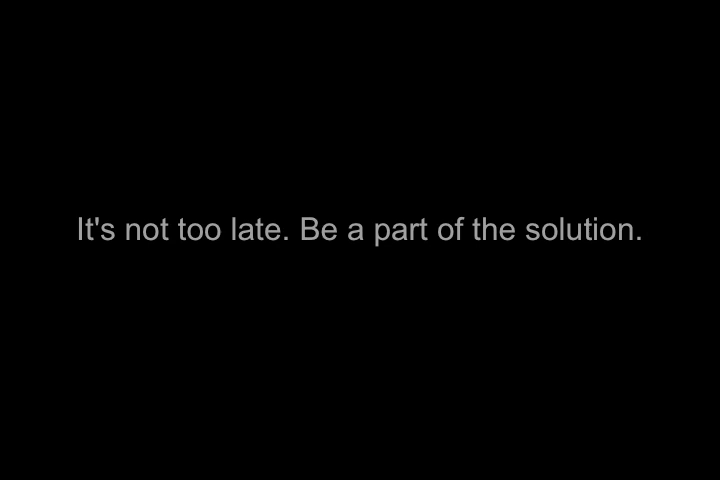 It's not too late. Be a part of the solution.